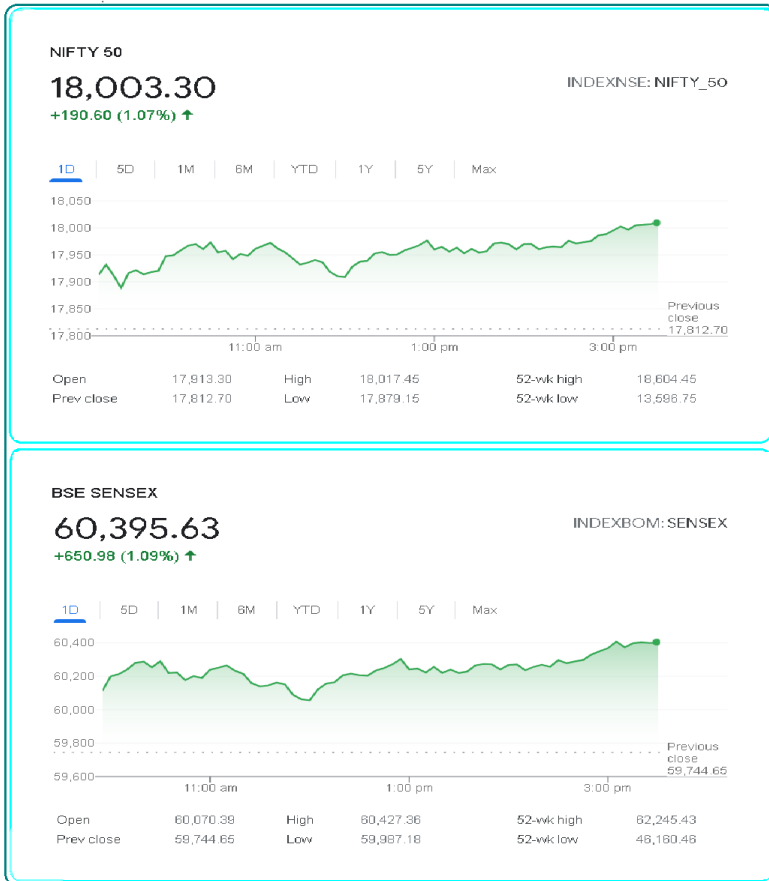 NIFTY 50
18,003.30
INDEXNSE: NIFTY_50
+190.60 (1.07%) ↑
1D 5D 1M 6M YTD 1Y 5Y Max
18,050
18,000
17,950
17,900
17,850
17,800
Previous
close
17,812.70
11:00 am 1:00 pm 3:00 pm
Open 17,913.30 High 18,017.45 52-wk high 18,604.45
Prev close 17,812.70 Low 17,879.15 52-wk low 13,596.75
BSE SENSEX
60,395.63
INDEXBOM: SENSEX
+650.98 (1.09%) ↑
1D 5D 1M 6M YTD 1Y 5Y Max
60,400
60,200
60,000
59,800
59,600
Previous
close
59,744.65
11:00 am 1:00 pm 3:00 pm
Open 60,070.39 High 60,427.36 52-wk high 62,245.43
Prev close 59,744.65 Low 59,987.18 52-wk low 46,160.46